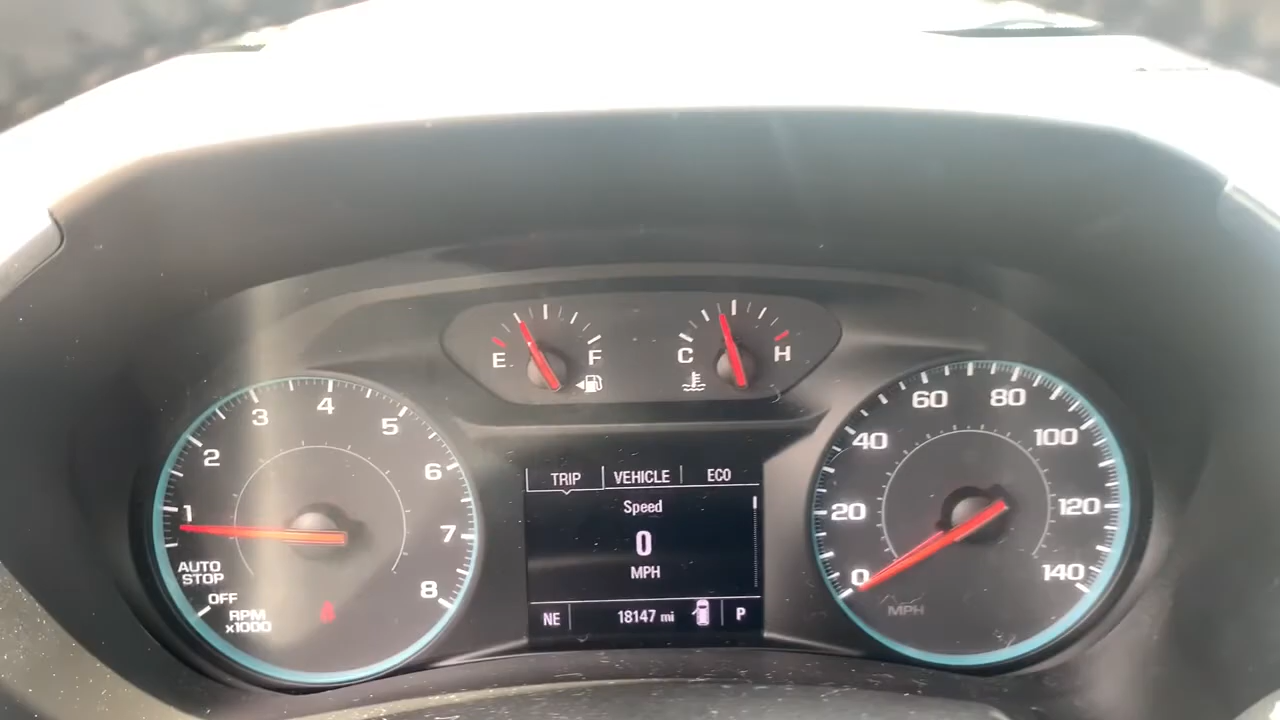 E F
C H
1 2 3 4 5 6 7 8
AUTO
STOP
OFF
RPM
x1000
TRIP VEHICLE ECO
Speed
0
MPH
NE 18147 mi P
0 20 40 60 80 100 120 140
MPH